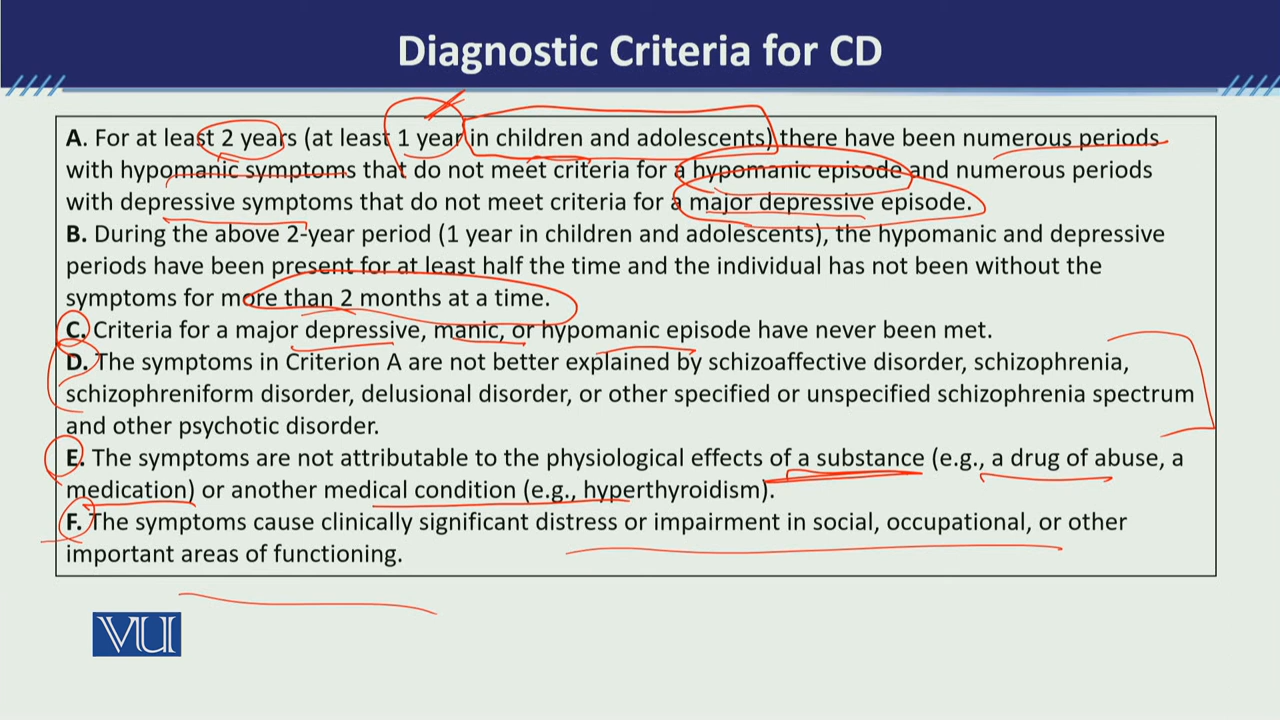 Diagnostic Criteria for CD
A. For at least 2 years (at least 1 year in children and adolescents) there have been numerous periods
with hypomanic symptoms that do not meet criteria for a hypomanic episode and numerous periods
with depressive symptoms that do not meet criteria for a major depressive episode.
B. During the above 2-year period (1 year in children and adolescents), the hypomanic and depressive
periods have been present for at least half the time and the individual has not been without the
symptoms for more than 2 months at a time.
C. Criteria for a major depressive, manic, or hypomanic episode have never been met.
D. The symptoms in Criterion A are not better explained by schizoaffective disorder, schizophrenia,
schizophreniform disorder, delusional disorder, or other specified or unspecified schizophrenia spectrum
and other psychotic disorder.
E. The symptoms are not attributable to the physiological effects of a substance (e.g., a drug of abuse, a
medication) or another medical condition (e.g., hyperthyroidism).
F. The symptoms cause clinically significant distress or impairment in social, occupational, or other
important areas of functioning.
VU